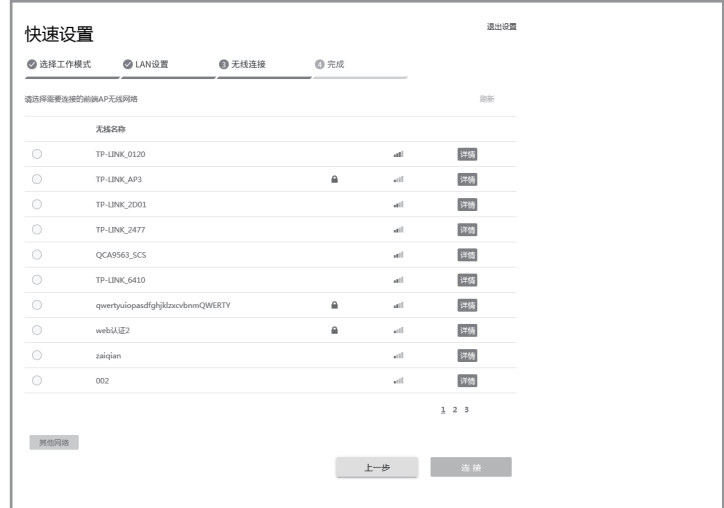 快速设置
退出设置
选择工作模式 LAN设置 3 无线连接 4 完成
请选择需要连接的前端AP无线网络 刷新
无线名称
TP-LINK_0120 详情
TP-LINK_AP3 详情
TP-LINK_2D01 详情
TP-LINK_2477 详情
QCA9563_SCS 详情
TP-LINK_6410 详情
qwertyuiopasdfghjklzxcvbnmQWERTY 详情
web认证2 详情
zaiqian 详情
002 详情
1 2 3
其他网络
上一步 连 接